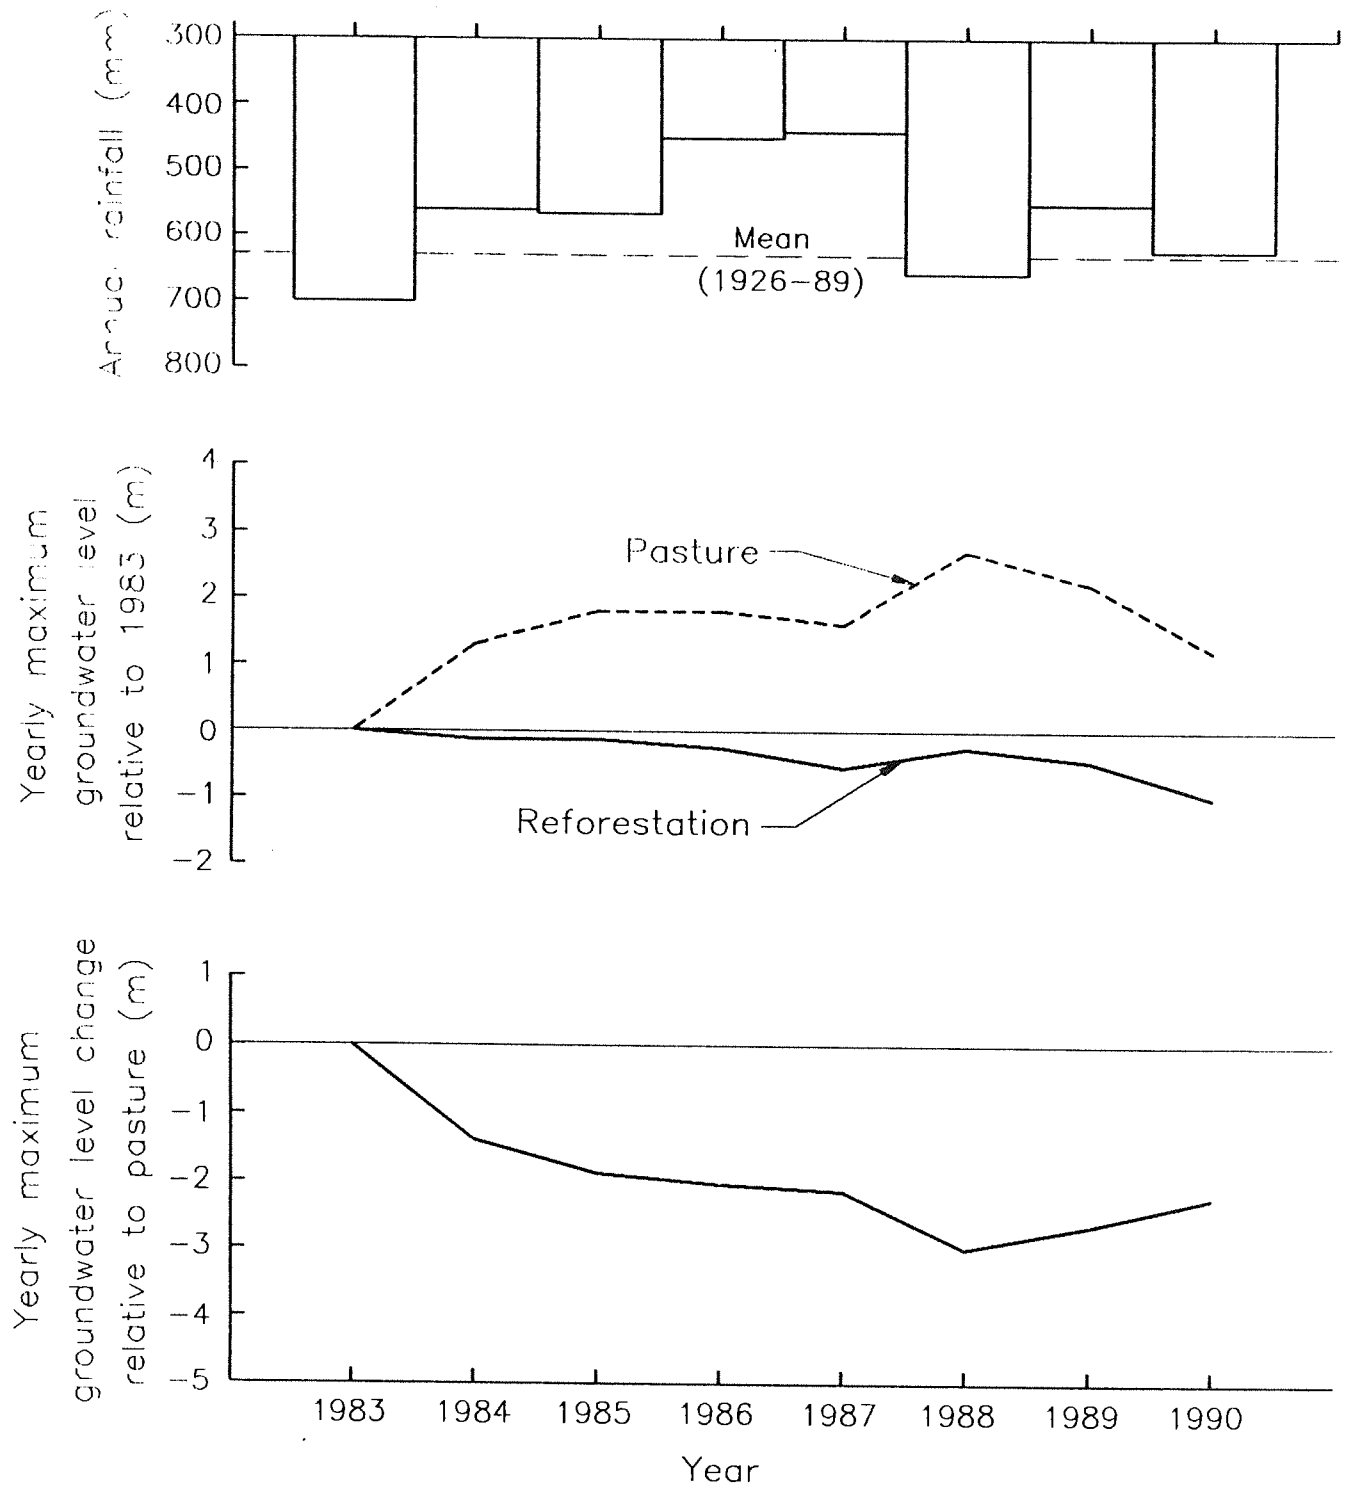 Annual rainfall (mm)
300
400
500
600
700
800
Mean
(1926-89)
Yearly maximum
groundwater level
relative to 1983 (m)
4
3
2
1
0
-1
-2
Pasture
Reforestation
Yearly maximum
groundwater level change
relative to pasture (m)
1
0
-1
-2
-3
-4
-5
1983 1984 1985 1986 1987 1988 1989 1990
Year